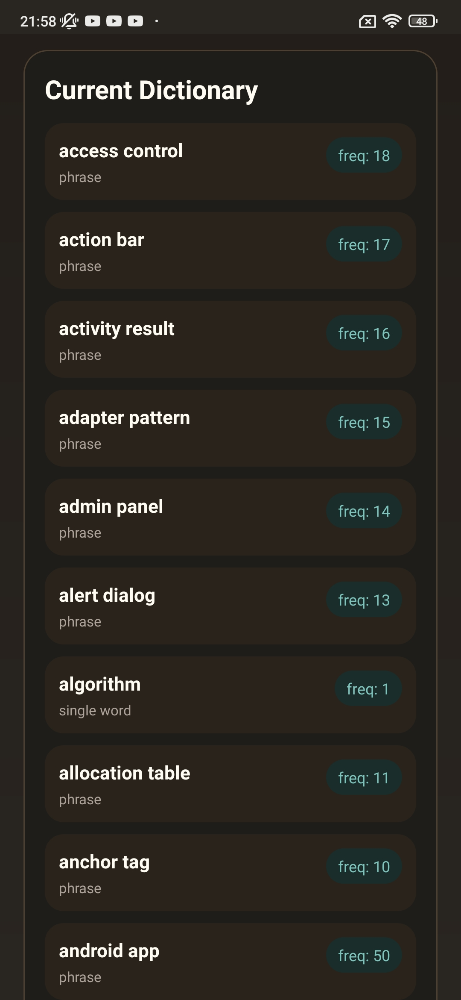 21:58
48
Current Dictionary
access control
freq: 18
phrase
action bar
freq: 17
phrase
activity result
freq: 16
phrase
adapter pattern
freq: 15
phrase
admin panel
freq: 14
phrase
alert dialog
freq: 13
phrase
algorithm
freq: 1
single word
allocation table
freq: 11
phrase
anchor tag
freq: 10
phrase
android app
freq: 50
phrase